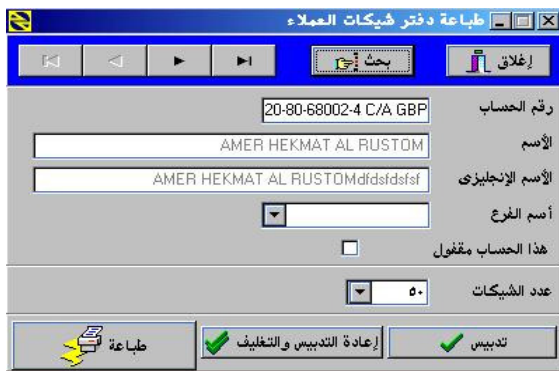 طباعة دفتر شيكات العملاء
إغلاق بحث
رقم الحساب 20-80-68002-4 C/A GBP
الأسم AMER HEKMAT AL RUSTOM
الأسم الإنجليزى AMER HEKMAT AL RUSTOMdfdsfdsfsf
أسم الفرع
هذا الحساب مقفول
عدد الشيكات ٥٠
تدبيس إعادة التدبيس والتغليف طباعة